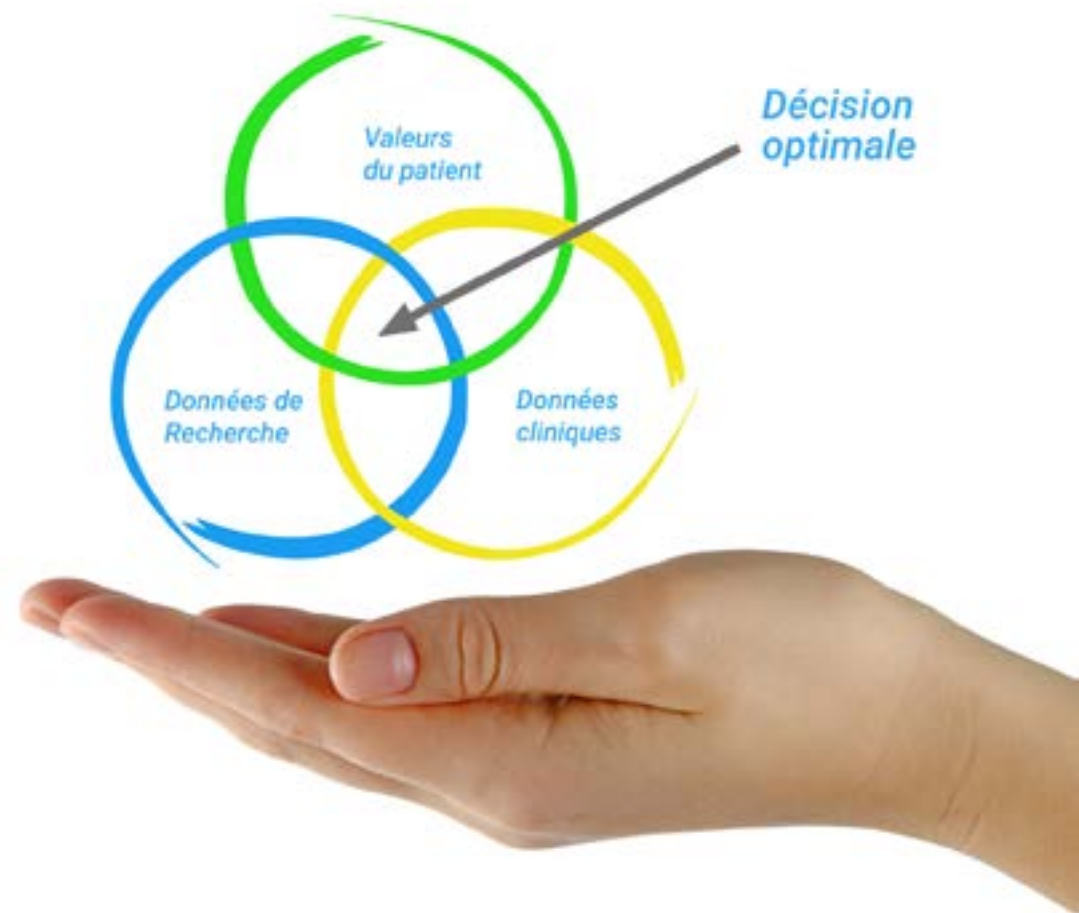 Décision
optimale
Valeurs
du patient
Données de
Recherche
Données
cliniques